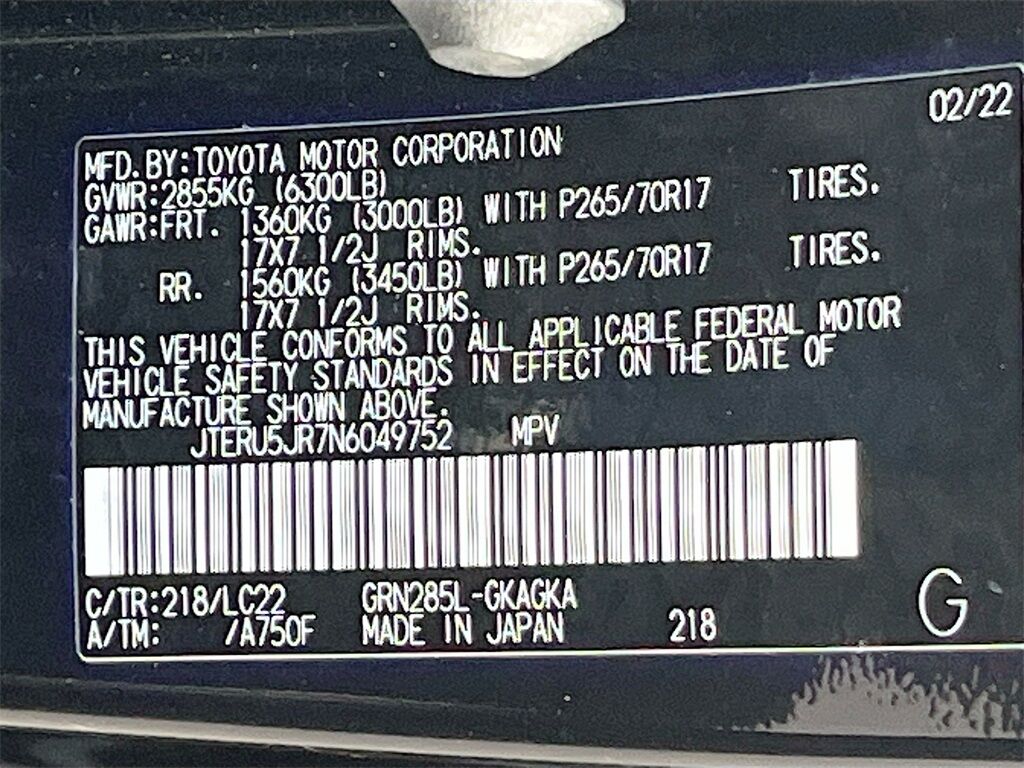 02/22
MFD. BY: TOYOTA MOTOR CORPORATION
GVWR: 2855KG (6300LB)
GAWR: FRT. 1360KG (3000LB) WITH P265/70R17 TIRES.
17X7 1/2J RIMS.
RR. 1560KG (3450LB) WITH P265/70R17 TIRES.
17X7 1/2J RIMS.
THIS VEHICLE CONFORMS TO ALL APPLICABLE FEDERAL MOTOR
VEHICLE SAFETY STANDARDS IN EFFECT ON THE DATE OF
MANUFACTURE SHOWN ABOVE.
JTERU5JR7N6049752 MPV
C/TR:218/LC22 GRN285L-GKAGKA
A/TM: /A750F MADE IN JAPAN 218 G